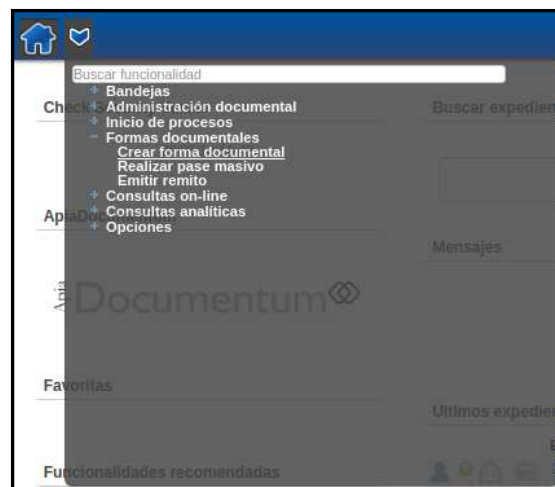 Buscar funcionalidad
Bandejas
Administración documental
Inicio de procesos
Formas documentales
Crear forma documental
Realizar pase masivo
Emitir remito
Consultas on-line
Consultas analíticas
Opciones
Check
Buscar expedien
Mensajes
Apia
Documentum
Favoritas
Ultimos expedien
Funcionalidades recomendadas